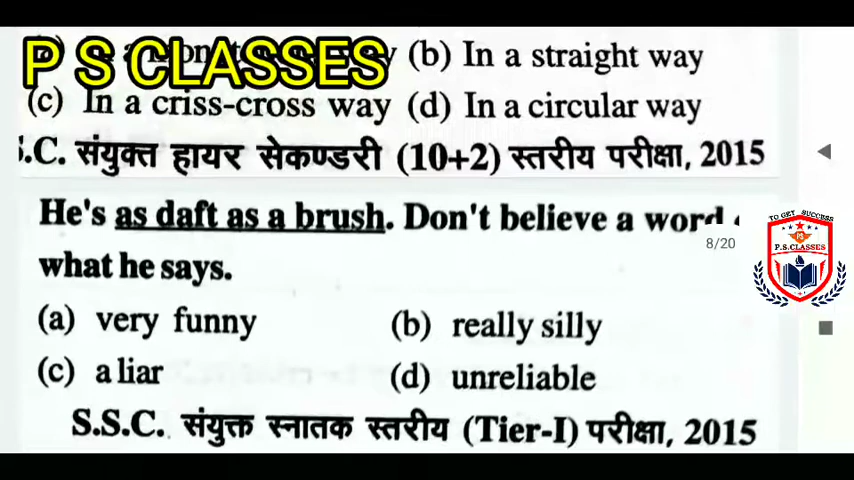 P S CLASSES
(b) In a straight way
(c) In a criss-cross way (d) In a circular way
S.C. संयुक्त हायर सेकण्डरी (10+2) स्तरीय परीक्षा, 2015
He's as daft as a brush. Don't believe a word
what he says.
8/20
TO GET SUCCESS
PS
P.S.CLASSES
(a) very funny (b) really silly
(c) a liar (d) unreliable
S.S.C. संयुक्त स्नातक स्तरीय (Tier-I) परीक्षा, 2015